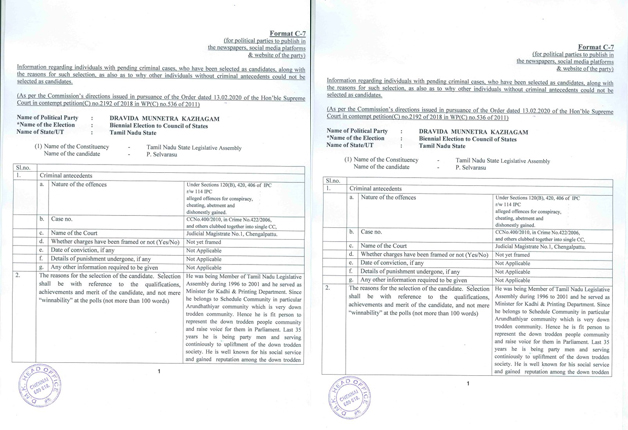 Format C-7
(for political parties to publish in
the newspapers, social media platforms
& website of the party)
Information regarding individuals with pending criminal cases, who have been selected as candidates, along with
the reasons for such selection, as also as to why other individuals without criminal antecedents could not be
selected as candidates.
(As per the Commission's directions issued in pursuance of the Order dated 13.02.2020 of the Hon'ble Supreme
Court in contempt petition(C) no.2192 of 2018 in WP(C) no.536 of 2011)
Name of Political Party : DRAVIDA MUNNETRA KAZHAGAM
*Name of the Election : Biennial Election to Council of States
Name of State/UT : Tamil Nadu State
(1) Name of the Constituency - Tamil Nadu State Legislative Assembly
Name of the candidate - P. Selvarasu
Sl.no.
1. Criminal antecedents
a. Nature of the offences Under Sections 120(B), 420, 406 of IPC
r/w 114 IPC
alleged offences for conspiracy,
cheating, abetment and
dishonestly gained.
b. Case no. CCNo.400/2010, in Crime No.422/2006,
and others clubbed together into single CC,
c. Name of the Court Judicial Magistrate No.1, Chengalpattu.
d. Whether charges have been framed or not (Yes/No) Not yet framed
e. Date of conviction, if any Not Applicable
f. Details of punishment undergone, if any Not Applicable
g. Any other information required to be given Not Applicable
2. The reasons for the selection of the candidate. Selection
shall be with reference to the qualifications,
achievements and merit of the candidate, and not mere
"winnability" at the polls (not more than 100 words)
He was being Member of Tamil Nadu Legislative
Assembly during 1996 to 2001 and he served as
Minister for Kadhi & Printing Department. Since
he belongs to Schedule Community in particular
Arundhathiyar community which is very down
trodden community. Hence he is fit person to
represent the down trodden people community
and raise voice for them in Parliament. Last 35
years he is being party men and serving
continiously to upliftment of the down trodden
society. He is well known for his social service
and gained reputation among the down trodden
1
D.M.K. HEAD OFFICE
CHENNAI
600 018.
Format C-7
(for political parties to publish in
the newspapers, social media platforms
& website of the party)
Information regarding individuals with pending criminal cases, who have been selected as candidates, along with
the reasons for such selection, as also as to why other individuals without criminal antecedents could not be
selected as candidates.
(As per the Commission's directions issued in pursuance of the Order dated 13.02.2020 of the Hon'ble Supreme
Court in contempt petition(C) no.2192 of 2018 in WP(C) no.536 of 2011)
Name of Political Party : DRAVIDA MUNNETRA KAZHAGAM
*Name of the Election : Biennial Election to Council of States
Name of State/UT : Tamil Nadu State
(1) Name of the Constituency - Tamil Nadu State Legislative Assembly
Name of the candidate - P. Selvarasu
Sl.no.
1. Criminal antecedents
a. Nature of the offences Under Sections 120(B), 420, 406 of IPC
r/w 114 IPC
alleged offences for conspiracy,
cheating, abetment and
dishonestly gained.
b. Case no. CCNo.400/2010, in Crime No.422/2006,
and others clubbed together into single CC,
c. Name of the Court Judicial Magistrate No.1, Chengalpattu.
d. Whether charges have been framed or not (Yes/No) Not yet framed
e. Date of conviction, if any Not Applicable
f. Details of punishment undergone, if any Not Applicable
g. Any other information required to be given Not Applicable
2. The reasons for the selection of the candidate. Selection
shall be with reference to the qualifications,
achievements and merit of the candidate, and not mere
"winnability" at the polls (not more than 100 words)
He was being Member of Tamil Nadu Legislative
Assembly during 1996 to 2001 and he served as
Minister for Kadhi & Printing Department. Since
he belongs to Schedule Community in particular
Arundhathiyar community which is very down
trodden community. Hence he is fit person to
represent the down trodden people community
and raise voice for them in Parliament. Last 35
years he is being party men and serving
continiously to upliftment of the down trodden
society. He is well known for his social service
and gained reputation among the down trodden
1
D.M.K. HEAD OFFICE
CHENNAI
600 018.